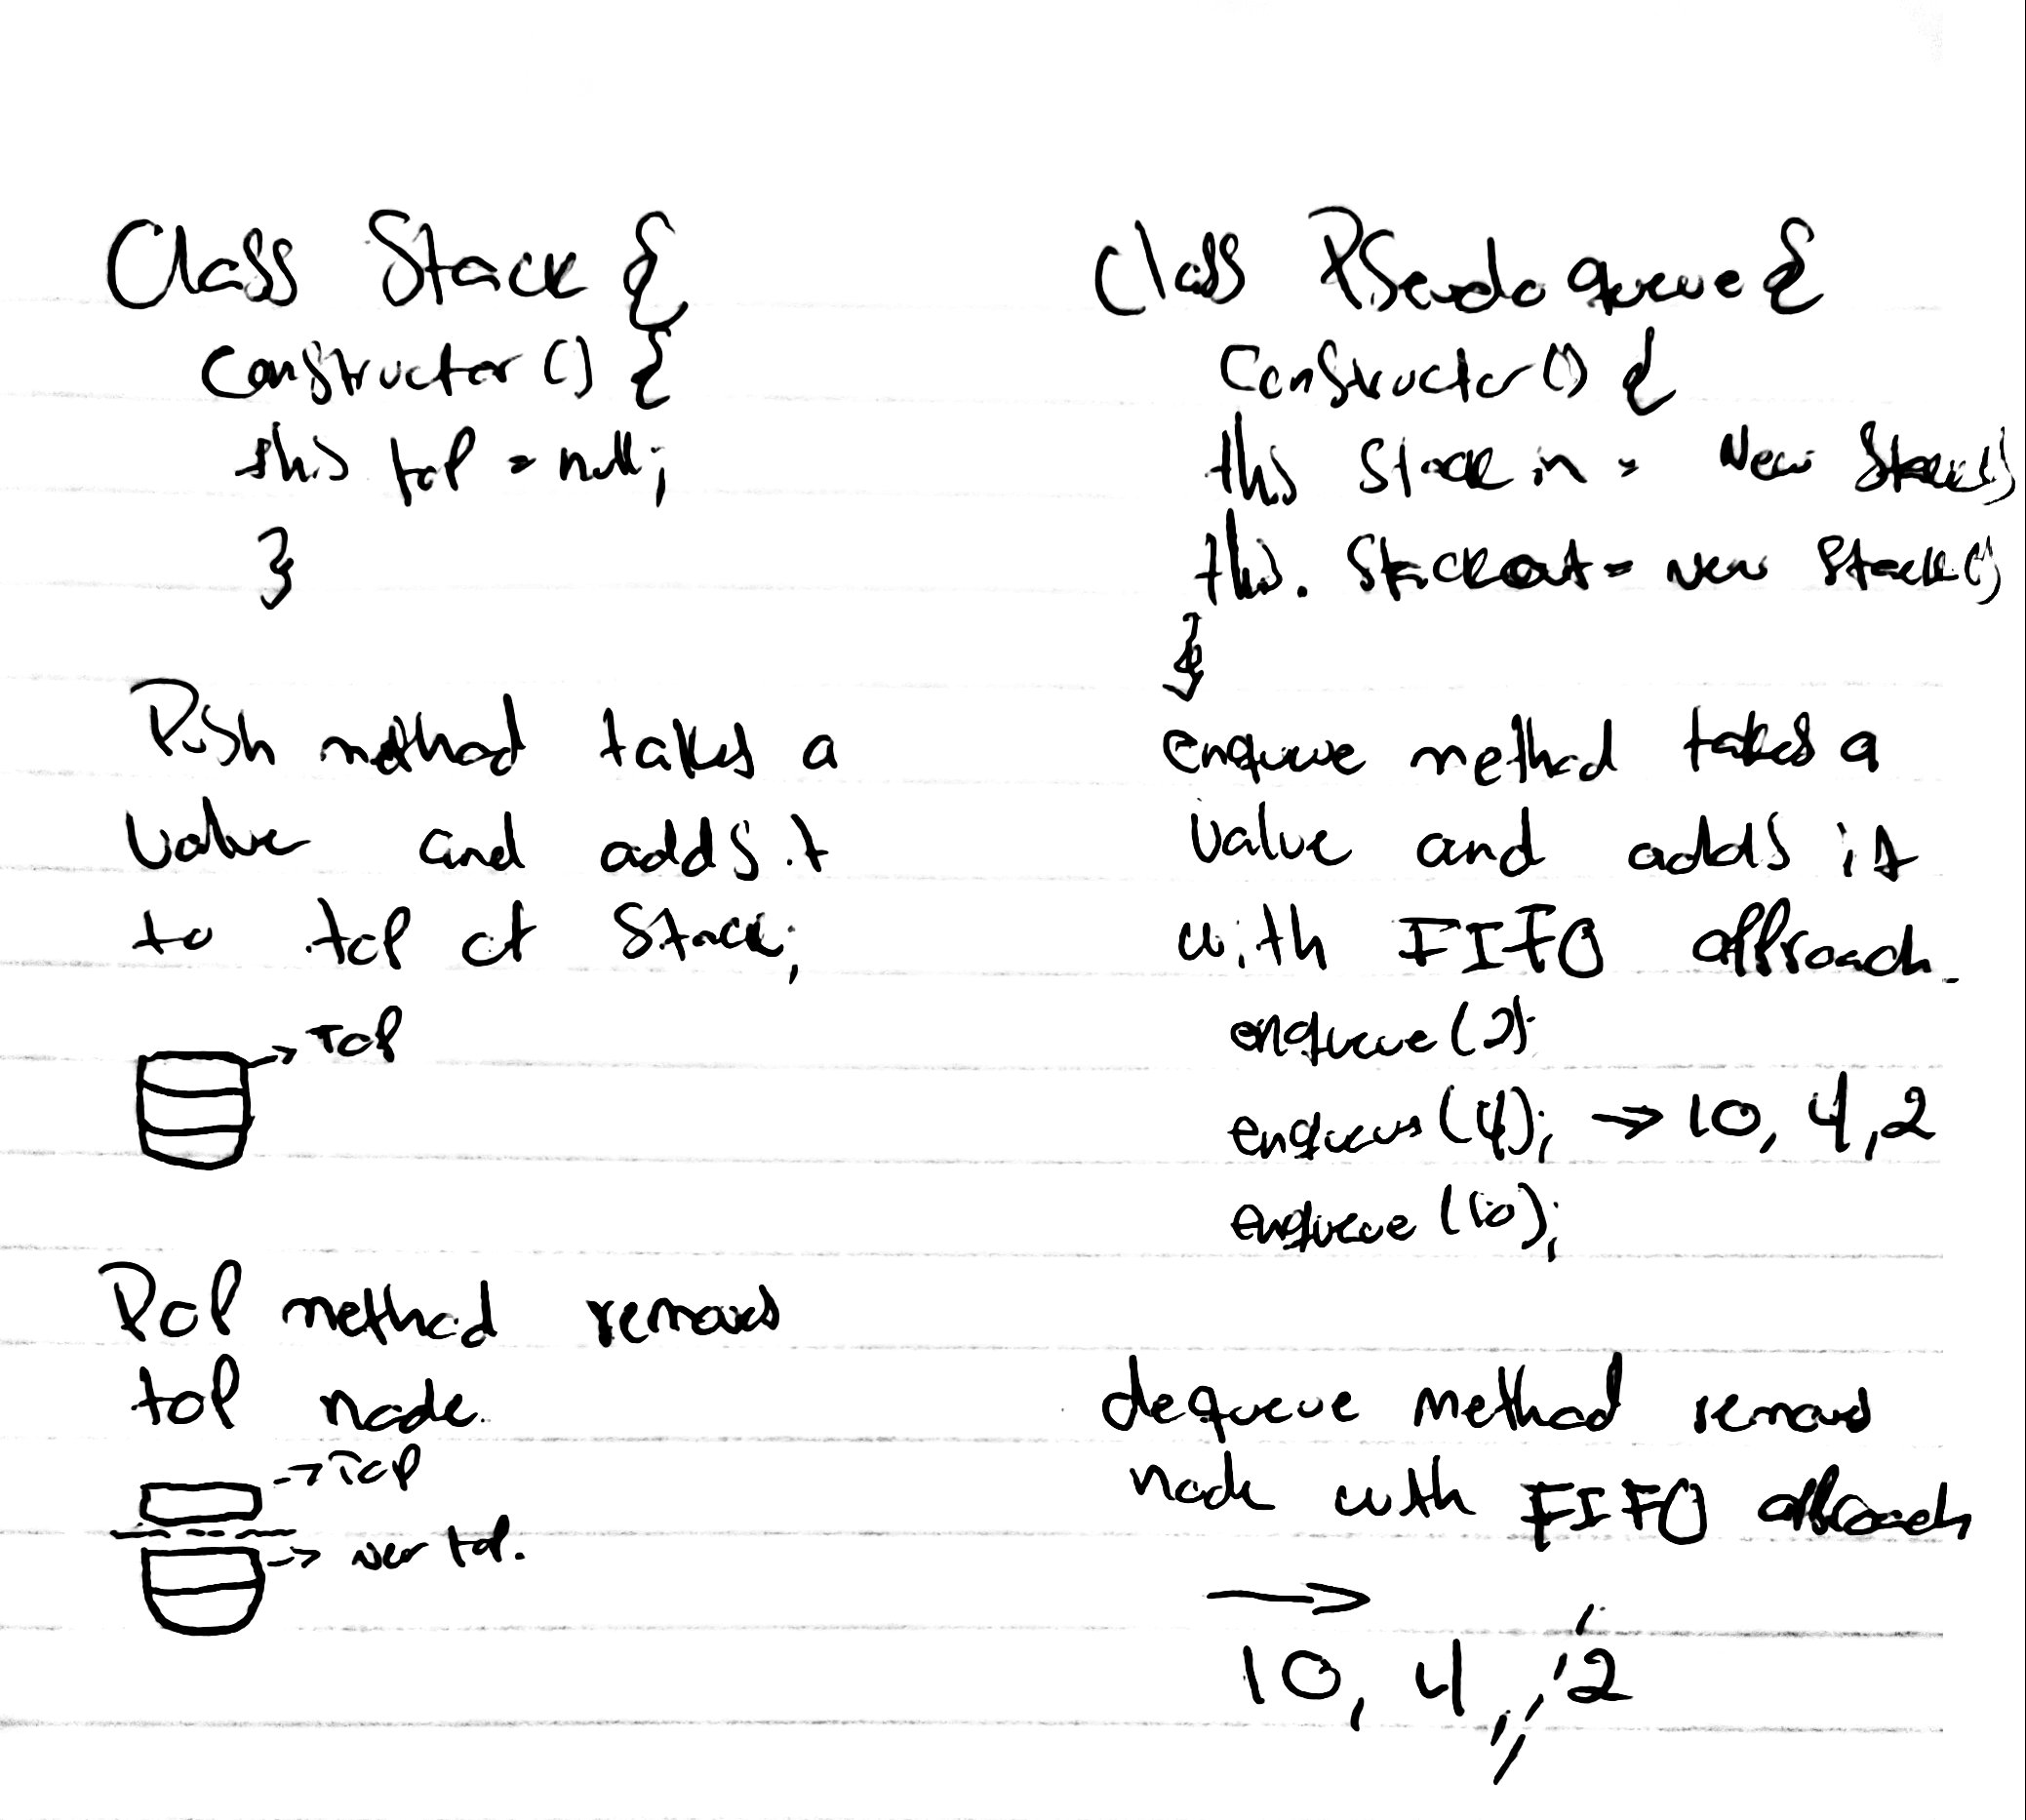 Class Stack {
constructor () {
this top = null;
}
Push method takes a
value and adds it
to top of Stack;
→ Top
Pop method removes
top node.
→ Top
→ new top.
Class Pseudoqueue {
constructor () {
this Stackin = New Stack()
this. Stackout = new Stack()
}
enqueue method takes a
value and adds it
with FIFO approach.
enqueue (2);
enqueue (4); → 10, 4, 2
enqueue (10);
dequeue method removes
node with FIFO approach
→
10, 4, 2